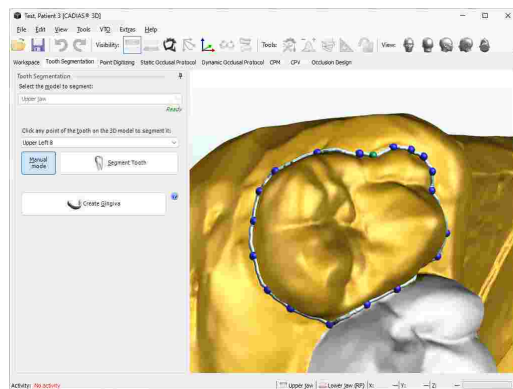 Test, Patient 3 [CADIAS® 3D]
File Edit View Tools VTO Extras Help
Visibility: Tools: View:
Workspace Tooth Segmentation Point Digitizing Static Occlusal Protocol Dynamic Occlusal Protocol CPM CPV Occlusion Design
Tooth Segmentation
Select the model to segment:
Upper Jaw
Ready
Click any point of the tooth on the 3D model to segment it:
Upper Left 8
Manual mode
Segment Tooth
Create Gingiva
Activity: No activity
Upper Jaw Lower Jaw (RP) X: — Y: — Z: —